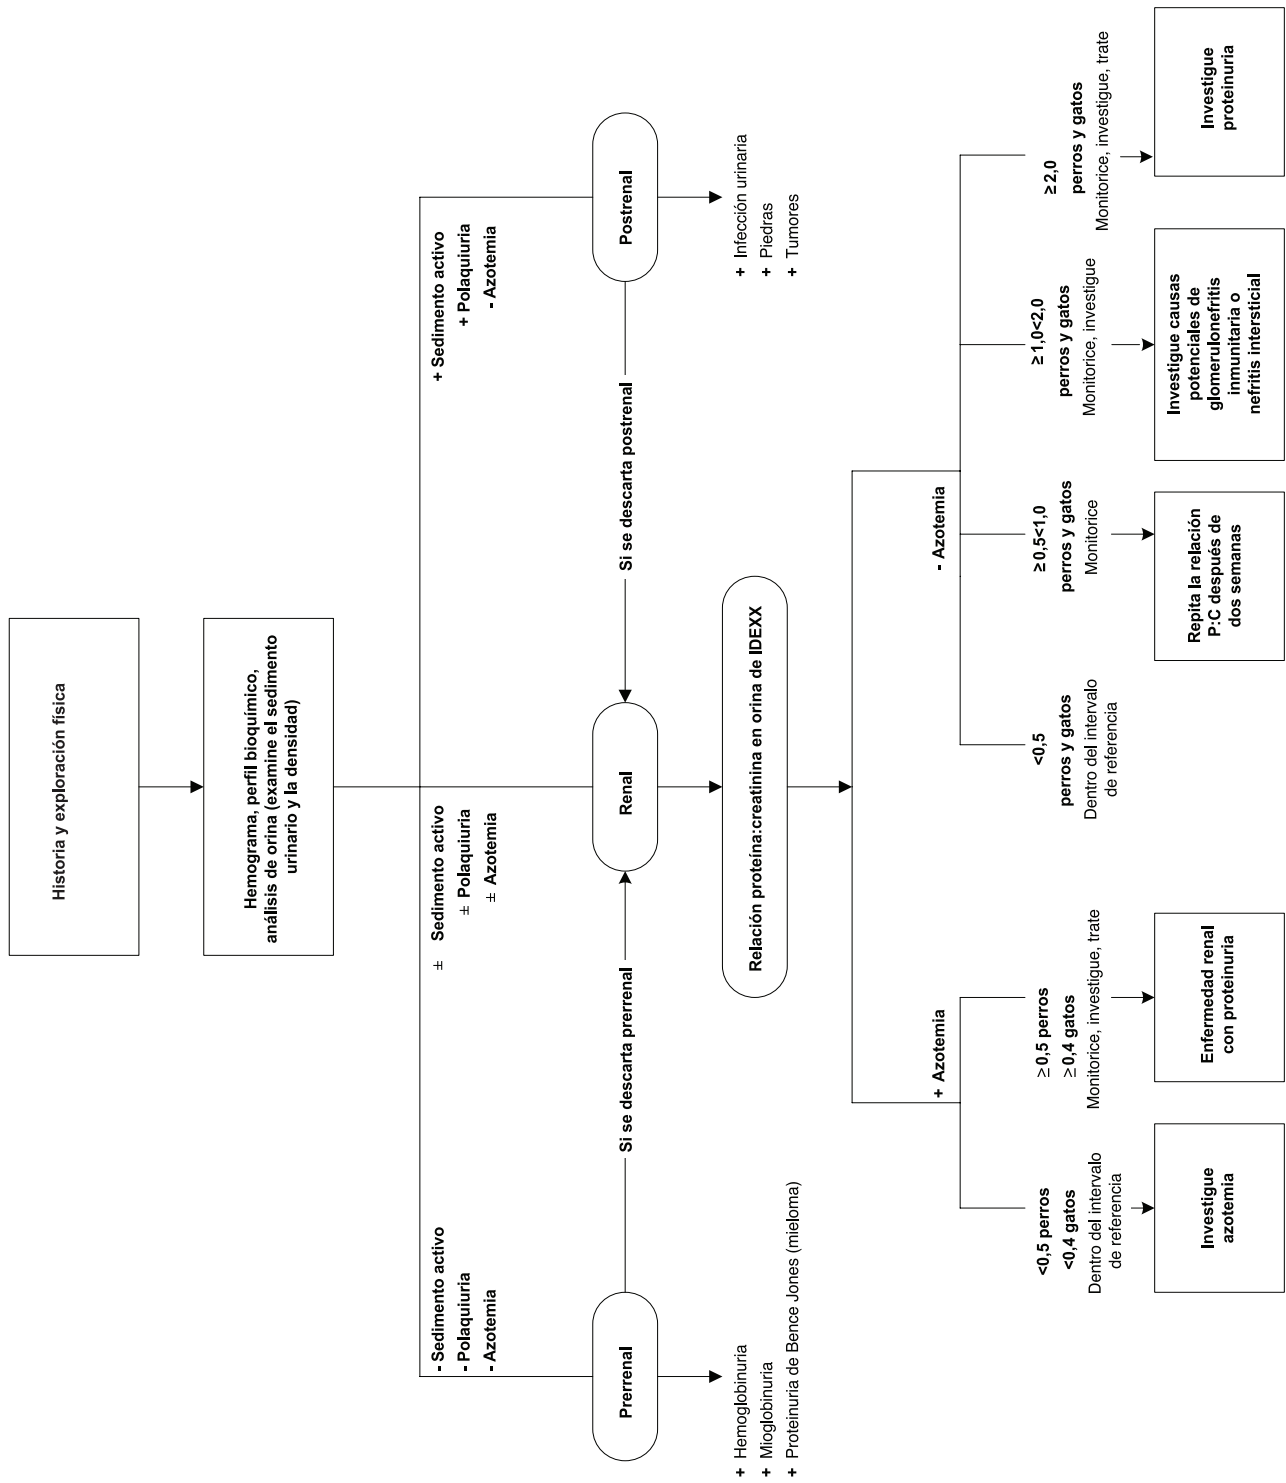 Historia y exploración física
Hemograma, perfil bioquímico,
análisis de orina (examine el sedimento
urinario y la densidad)
- Sedimento activo
- Polaquiuria
- Azotemia
± Sedimento activo
± Polaquiuria
± Azotemia
+ Sedimento activo
+ Polaquiuria
- Azotemia
Prerrenal
Si se descarta prerrenal
Renal
Si se descarta postrenal
Postrenal
+ Hemoglobinuria
+ Mioglobinuria
+ Proteinuria de Bence Jones (mieloma)
+ Infección urinaria
+ Piedras
+ Tumores
Relación proteína:creatinina en orina de IDEXX
+ Azotemia
- Azotemia
<0,5 perros
<0,4 gatos
Dentro del intervalo
de referencia
≥0,5 perros
≥0,4 gatos
Monitorice, investigue, trate
<0,5
perros y gatos
Dentro del intervalo
de referencia
≥0,5<1,0
perros y gatos
Monitorice
≥1,0<2,0
perros y gatos
Monitorice, investigue
≥2,0
perros y gatos
Monitorice, investigue, trate
Investigue
azotemia
Enfermedad renal
con proteinuria
Repita la relación
P:C después de
dos semanas
Investigue causas
potenciales de
glomerulonefritis
inmunitaria o
nefritis intersticial
Investigue
proteinuria